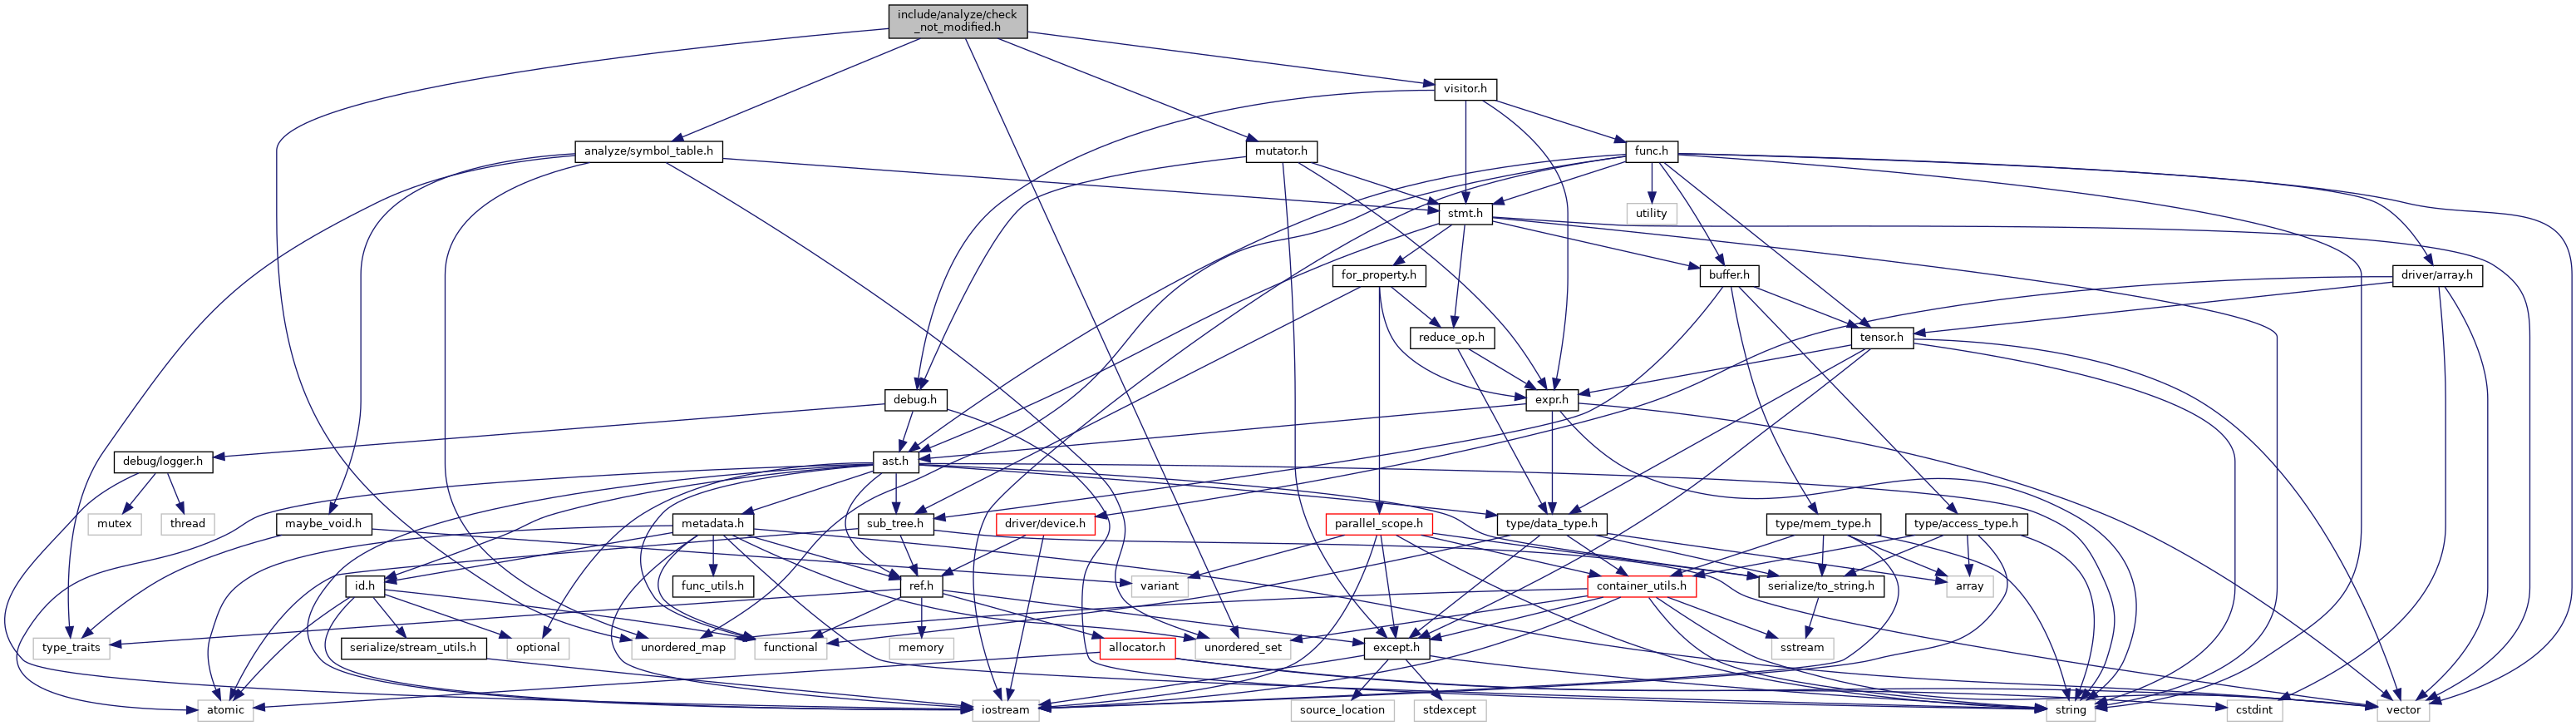 include/analyze/check
_not_modified.h
visitor.h
analyze/symbol_table.h
mutator.h
func.h
stmt.h
utility
for_property.h
buffer.h
driver/array.h
reduce_op.h
tensor.h
debug.h
expr.h
debug/logger.h
ast.h
mutex
thread
maybe_void.h
metadata.h
sub_tree.h
driver/device.h
parallel_scope.h
type/data_type.h
type/mem_type.h
type/access_type.h
id.h
func_utils.h
ref.h
variant
container_utils.h
serialize/to_string.h
array
type_traits
serialize/stream_utils.h
optional
unordered_map
functional
memory
allocator.h
unordered_set
except.h
sstream
atomic
iostream
source_location
stdexcept
string
cstdint
vector